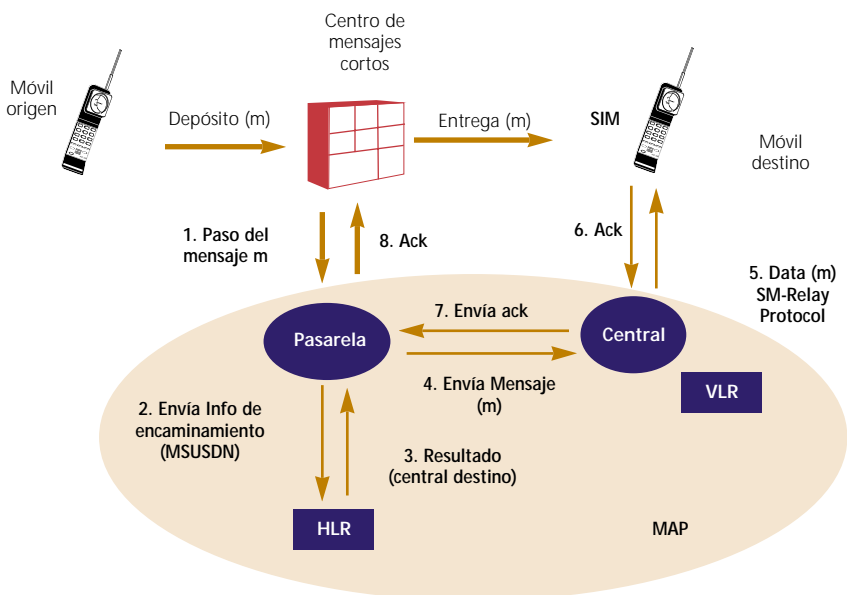 Centro de
mensajes
cortos
Móvil
origen
Depósito (m)
Entrega (m)
SIM
Móvil
destino
1. Paso del
mensaje m
8. Ack
6. Ack
5. Data (m)
SM-Relay
Protocol
7. Envía ack
Pasarela
Central
4. Envía Mensaje
(m)
VLR
2. Envía Info de
encaminamiento
(MSUSDN)
3. Resultado
(central destino)
HLR
MAP